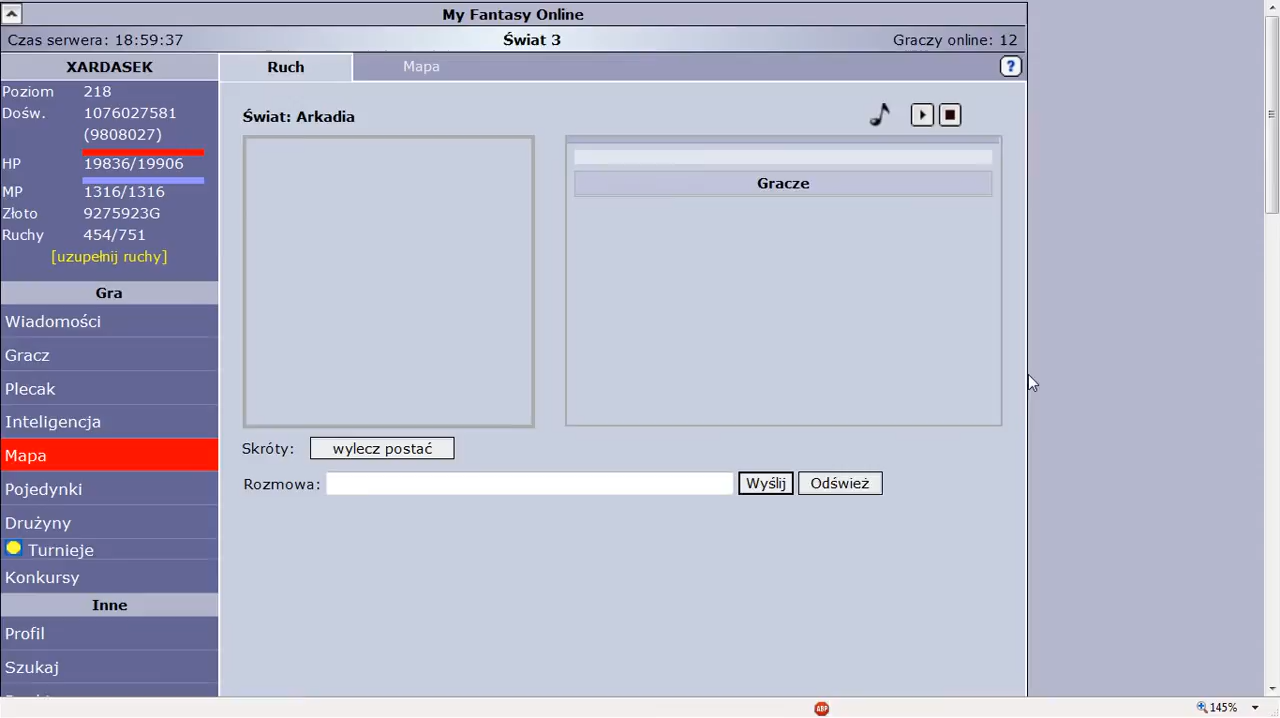 My Fantasy Online
Czas serwera: 18:59:37
Świat 3
Graczy online: 12
XARDASEK
Ruch
Mapa
?
Poziom 218
Dośw. 1076027581
(9808027)
HP 19836/19906
MP 1316/1316
Złoto 9275923G
Ruchy 454/751
[uzupełnij ruchy]
Gra
Wiadomości
Gracz
Plecak
Inteligencja
Mapa
Pojedynki
Drużyny
Turnieje
Konkursy
Inne
Profil
Szukaj
Świat: Arkadia
Gracze
Skróty: wylecz postać
Rozmowa: Wyślij Odśwież
ABP
145%